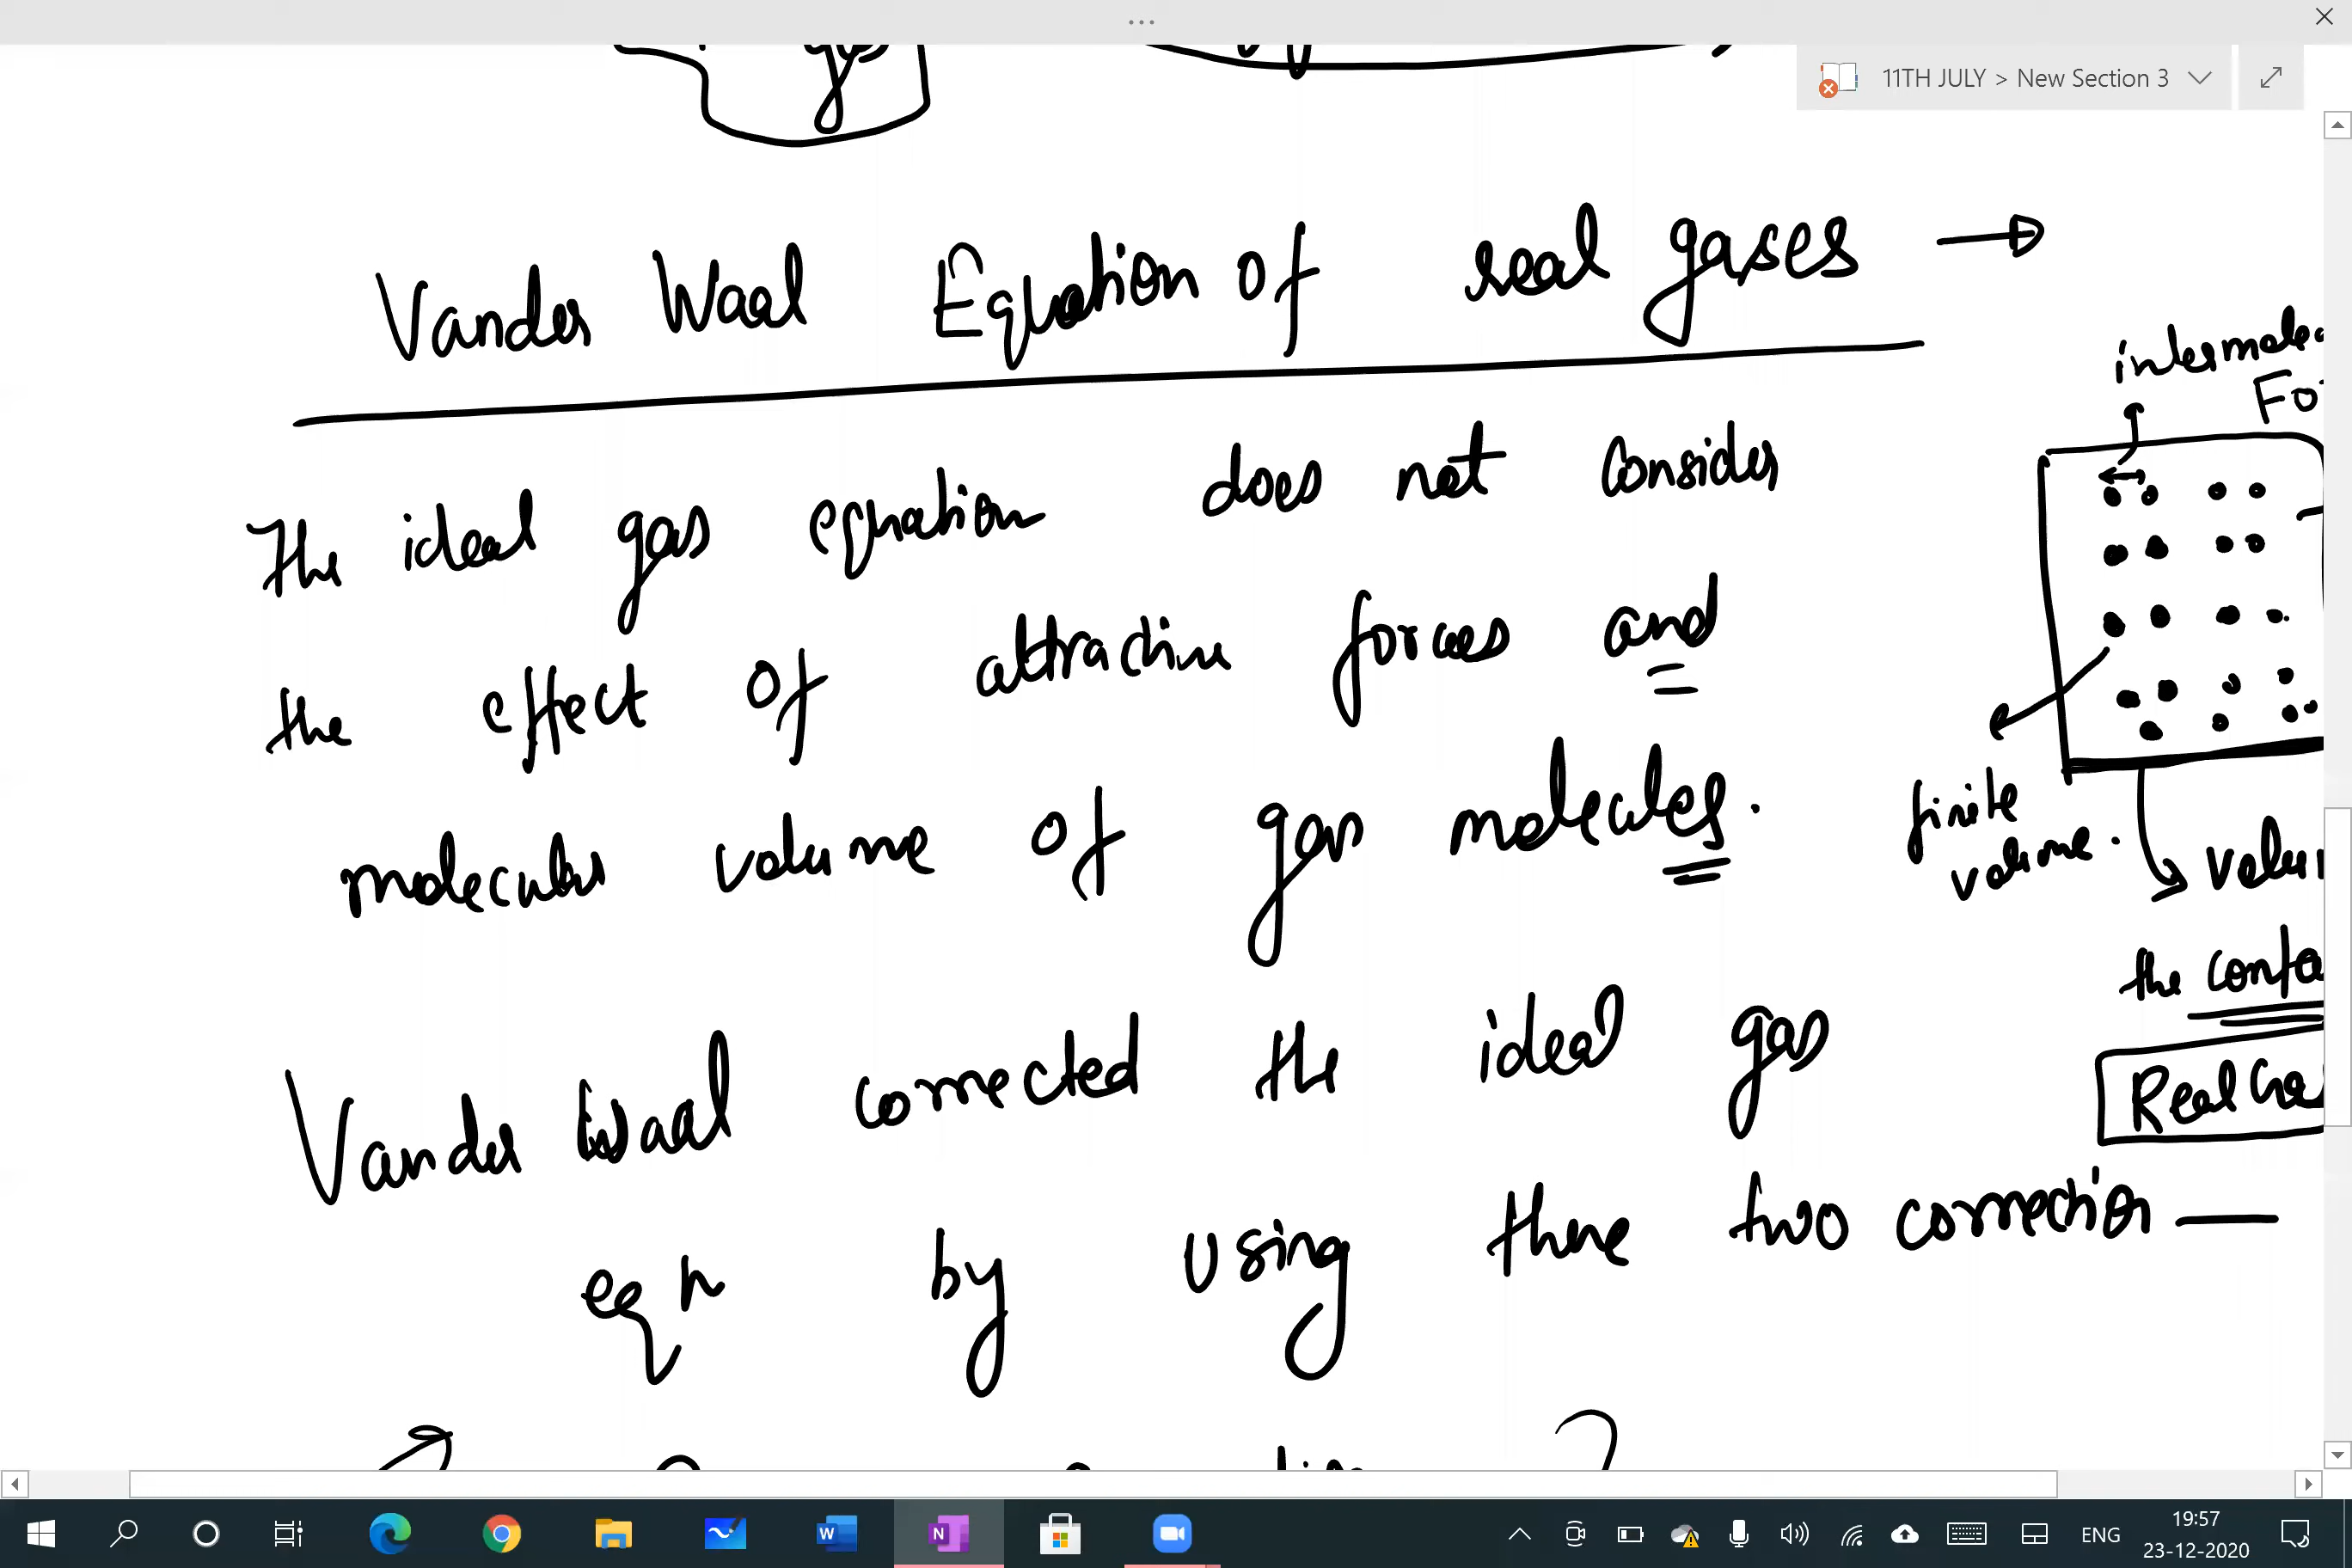 11TH JULY > New Section 3
Vander Waal Equation of real gases →
The ideal gas equation does not consider
the effect of attractive forces and
molecular volume of gas molecules.
Vander Waal corrected the ideal gas
eqn by using these two correction —
finite
volume.
the
Real
ENG
19:57
23-12-2020